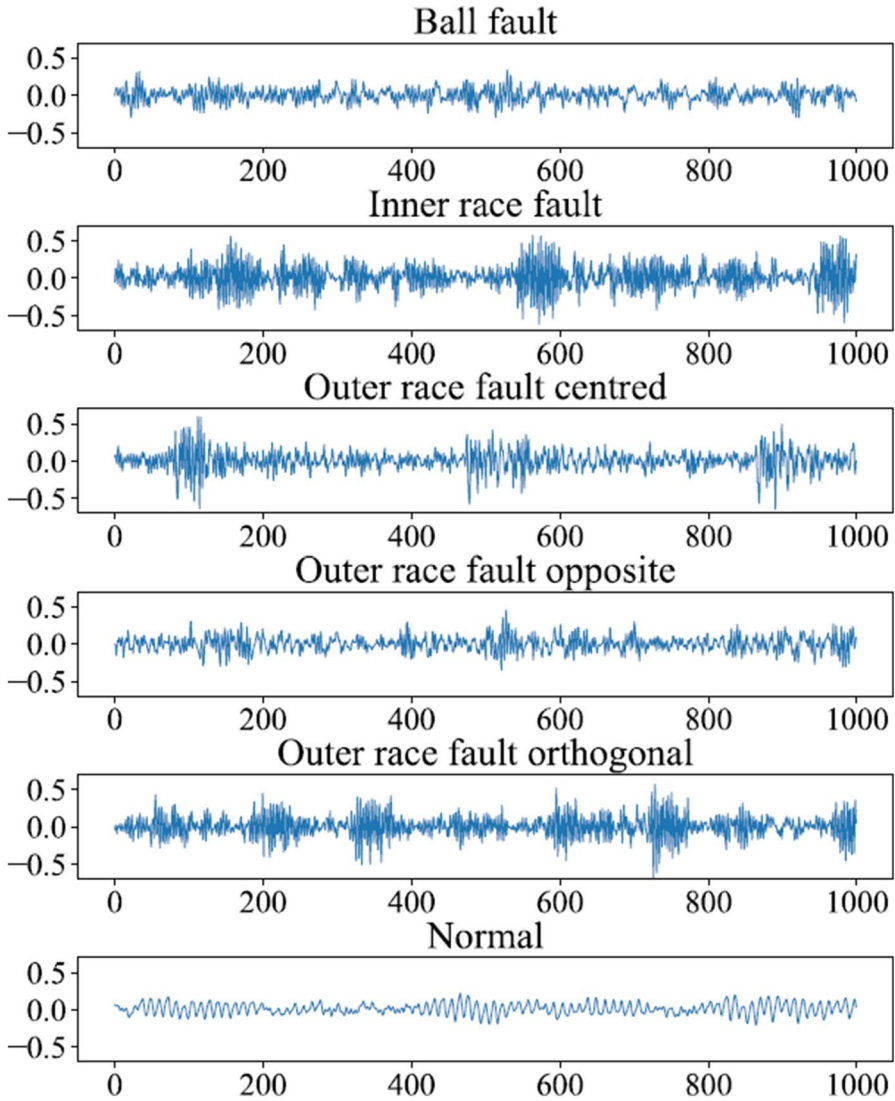 Ball fault
0.5
0.0
−0.5
0 200 400 600 800 1000
Inner race fault
0.5
0.0
−0.5
0 200 400 600 800 1000
Outer race fault centred
0.5
0.0
−0.5
0 200 400 600 800 1000
Outer race fault opposite
0.5
0.0
−0.5
0 200 400 600 800 1000
Outer race fault orthogonal
0.5
0.0
−0.5
0 200 400 600 800 1000
Normal
0.5
0.0
−0.5
0 200 400 600 800 1000